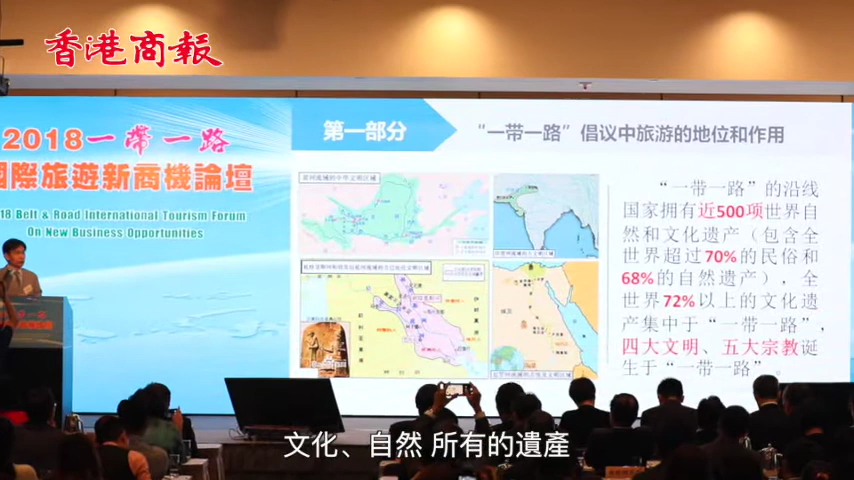 香港商報
2018一帶一路
國際旅遊新商機論壇
18 Belt & Road International Tourism Forum
On New Business Opportunities
第一部分
“一带一路”倡议中旅游的地位和作用
“一带一路”的沿线
国家拥有近500项世界自
然和文化遗产（包含全
世界超过70%的民俗和
68%的自然遗产），全
世界72%以上的文化遗
产集中于“一带一路”，
四大文明、五大宗教诞
生于“一带一路”。
文化、自然 所有的遺產